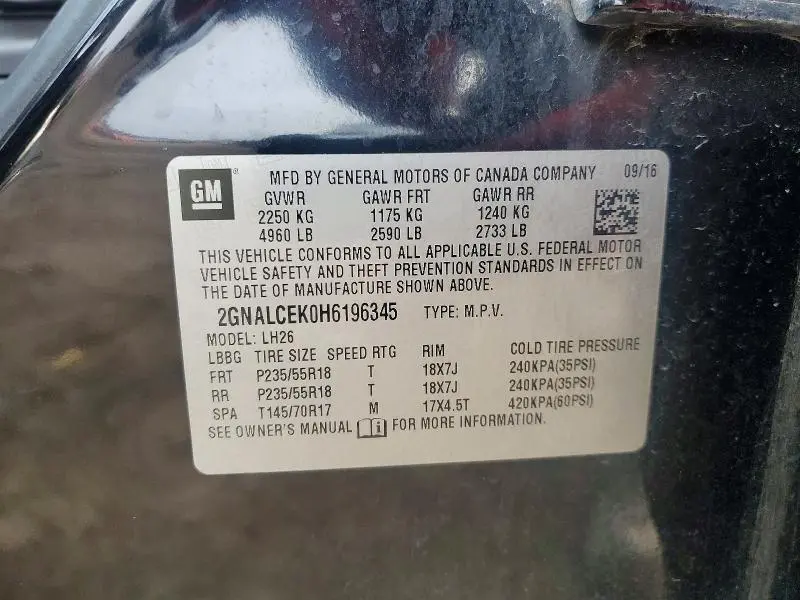 GM ® MFD BY GENERAL MOTORS OF CANADA COMPANY 09/16
GVWR GAWR FRT GAWR RR
2250 KG 1175 KG 1240 KG
4960 LB 2590 LB 2733 LB
THIS VEHICLE CONFORMS TO ALL APPLICABLE U.S. FEDERAL MOTOR
VEHICLE SAFETY AND THEFT PREVENTION STANDARDS IN EFFECT ON
THE DATE OF MANUFACTURE SHOWN ABOVE.
2GNALCEK0H6196345 TYPE: M.P.V.
MODEL: LH26
LBBG TIRE SIZE SPEED RTG RIM COLD TIRE PRESSURE
FRT P235/55R18 T 18X7J 240KPA(35PSI)
RR P235/55R18 T 18X7J 240KPA(35PSI)
SPA T145/70R17 M 17X4.5T 420KPA(60PSI)
SEE OWNER'S MANUAL FOR MORE INFORMATION.